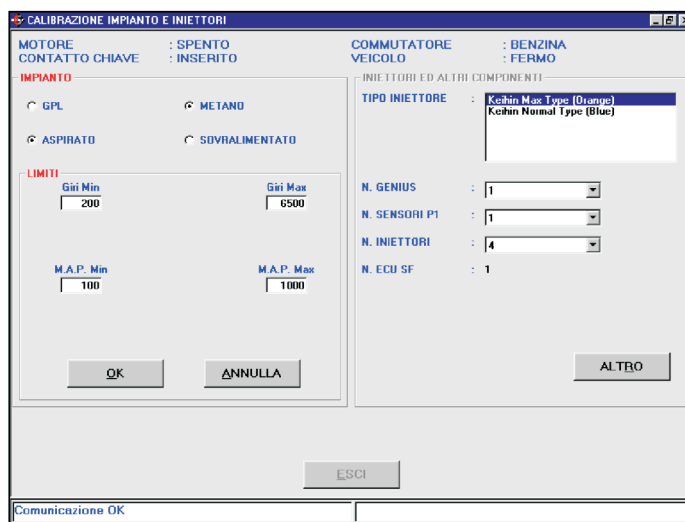 CALIBRAZIONE IMPIANTO E INIETTORI
MOTORE : SPENTO COMMUTATORE : BENZINA
CONTATTO CHIAVE : INSERITO VEICOLO : FERMO
IMPIANTO
GPL METANO
ASPIRATO SOVRALIMENTATO
LIMITI
Giri Min Giri Max
200 6500
M.A.P. Min M.A.P. Max
100 1000
OK ANNULLA
INIETTORI ED ALTRI COMPONENTI
TIPO INIETTORE : Keihin Max Type (Orange)
Keihin Normal Type (Blue)
N. GENIUS : 1
N. SENSORI P1 : 1
N. INIETTORI : 4
N. ECU SF : 1
ALTRO
ESCI
Comunicazione OK